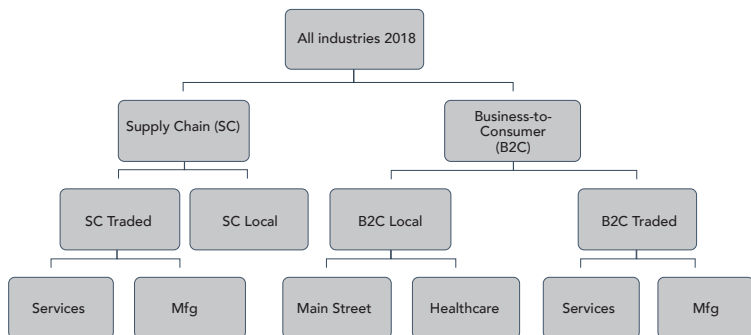 All industries 2018
Supply Chain (SC)
Business-to-
Consumer
(B2C)
SC Traded
SC Local
B2C Local
B2C Traded
Services
Mfg
Main Street
Healthcare
Services
Mfg